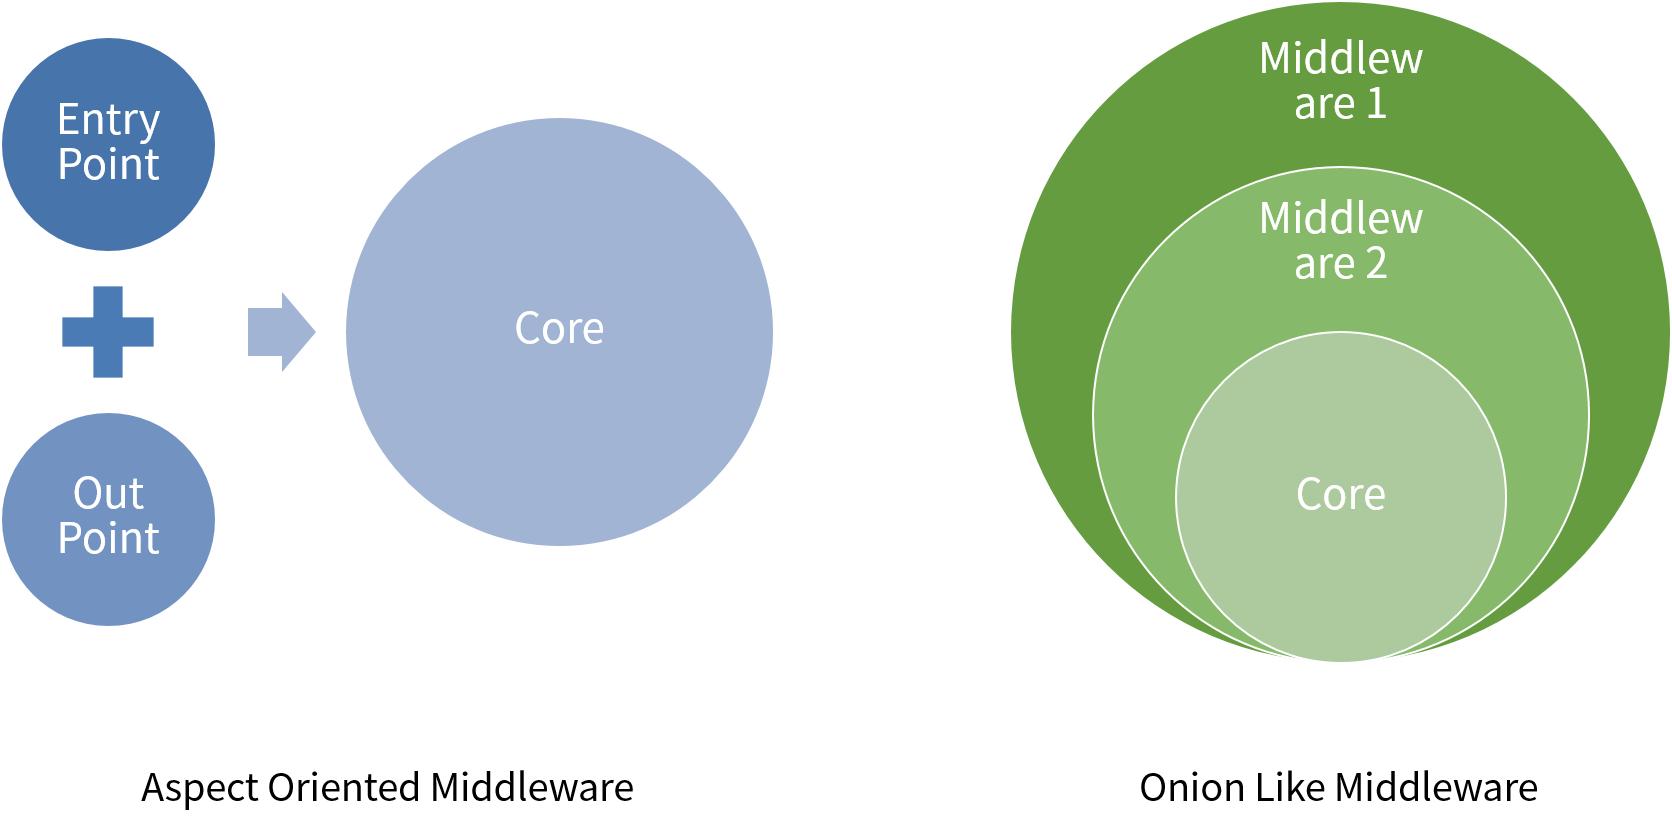 Entry
Point
Out
Point
Core
Aspect Oriented Middleware
Middlew
are 1
Middlew
are 2
Core
Onion Like Middleware